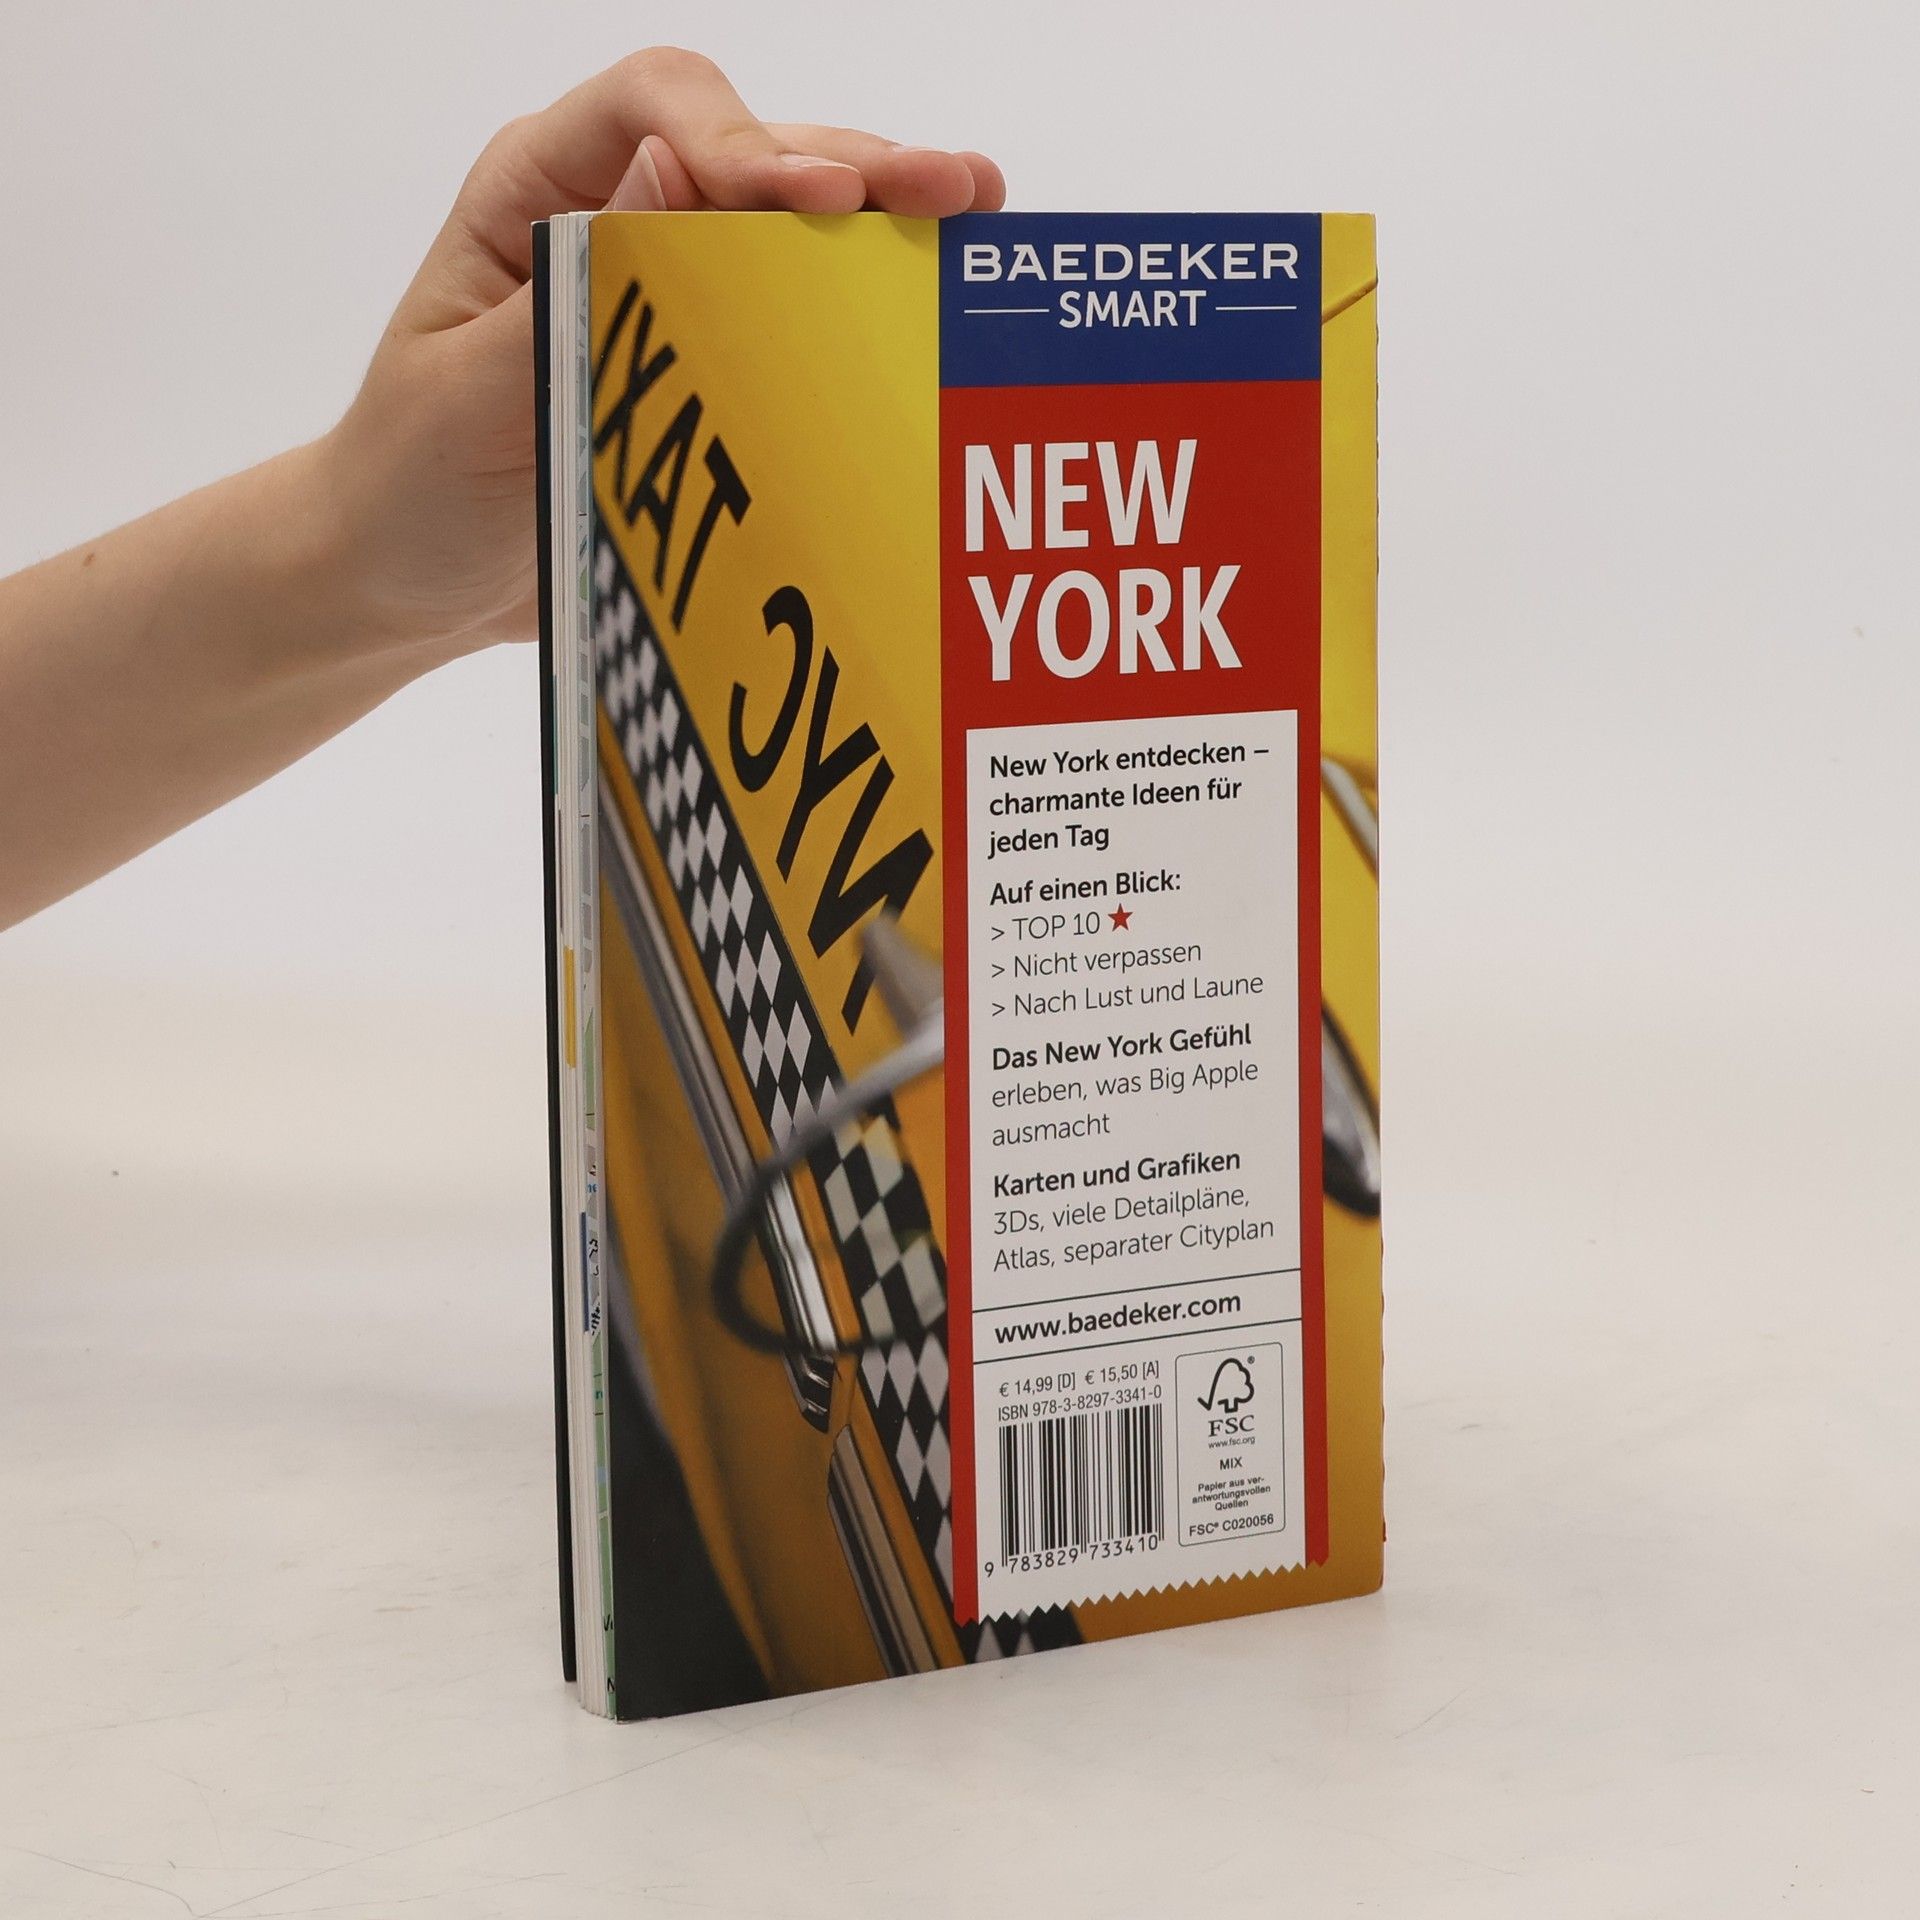 BAEDEKER
SMART
NEW
YORK
New York entdecken –
charmante Ideen für
jeden Tag
Auf einen Blick:
> TOP 10 ★
> Nicht verpassen
> Nach Lust und Laune
Das New York Gefühl
erleben, was Big Apple
ausmacht
Karten und Grafiken
3Ds, viele Detailpläne,
Atlas, separater Cityplan
www.baedeker.com
€ 14,99 [D] € 15,50 [A]
ISBN 978-3-8297-3341-0
9 783829 733410
FSC
www.fsc.org
MIX
Papier aus ver-
antwortungsvollen
Quellen
FSC® C020056
NYC TAXI